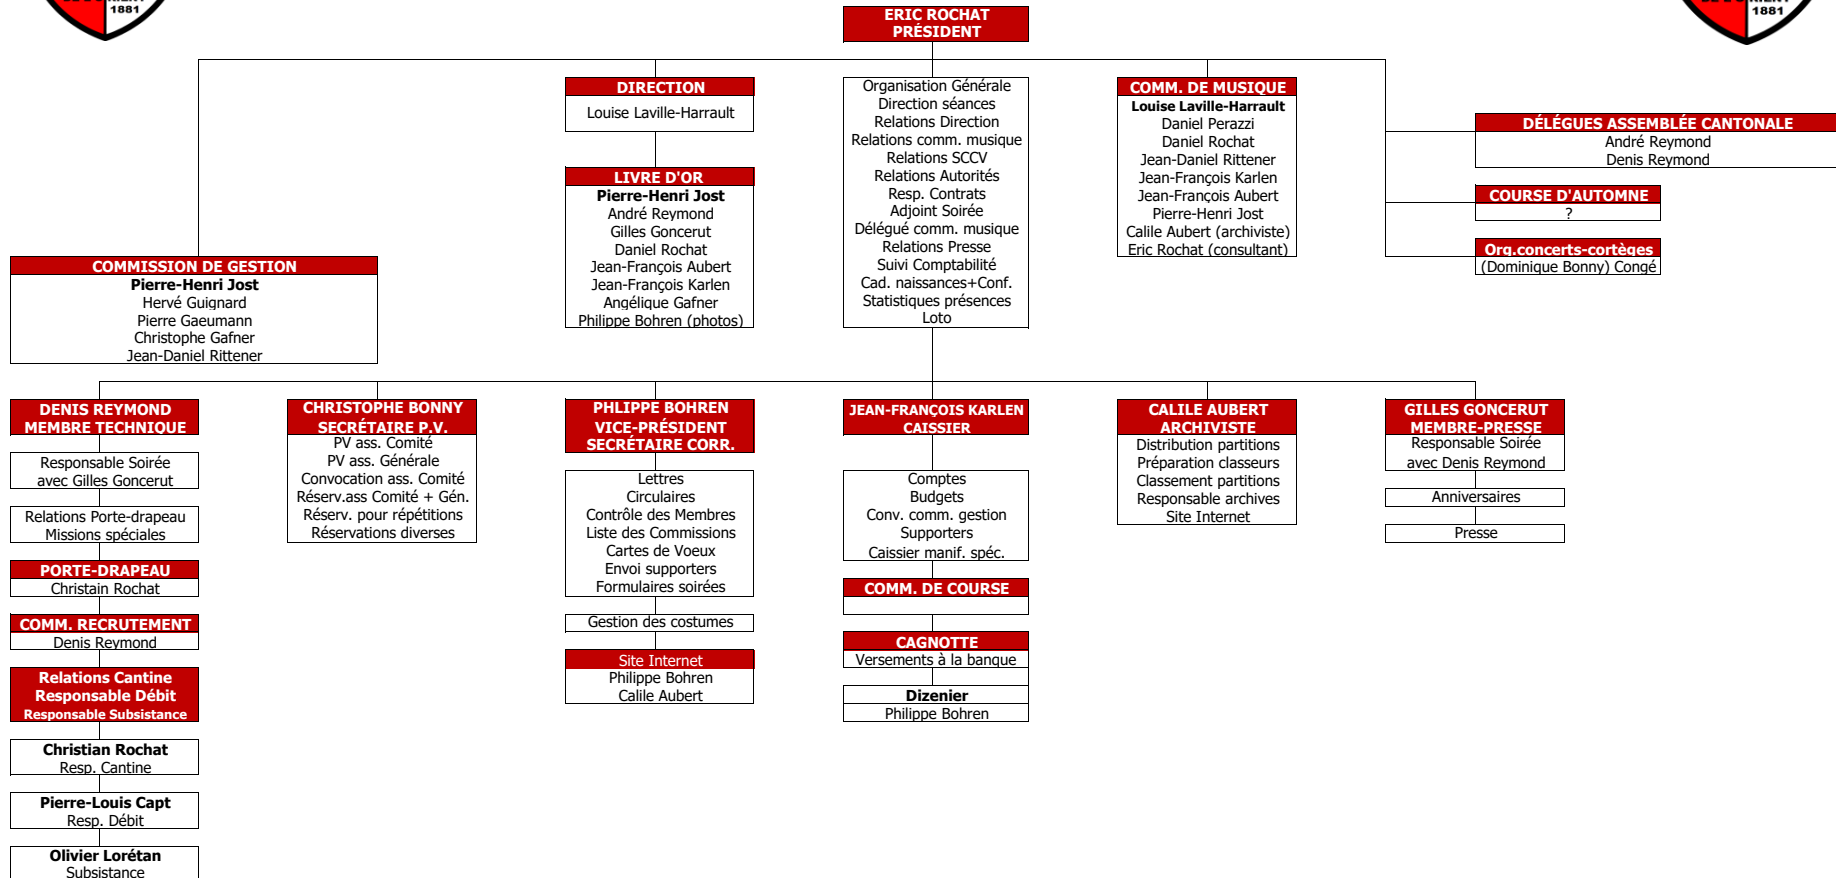 1881
1881
ERIC ROCHAT
PRÉSIDENT
DIRECTION
Louise Laville-Harrault
LIVRE D'OR
Pierre-Henri Jost
André Reymond
Gilles Goncerut
Daniel Rochat
Jean-François Aubert
Jean-François Karlen
Angélique Gafner
Philippe Bohren (photos)
Organisation Générale
Direction séances
Relations Direction
Relations comm. musique
Relations SCCV
Relations Autorités
Resp. Contrats
Adjoint Soirée
Délégué comm. musique
Relations Presse
Suivi Comptabilité
Cad. naissances+Conf.
Statistiques présences
Loto
COMM. DE MUSIQUE
Louise Laville-Harrault
Daniel Perazzi
Daniel Rochat
Jean-Daniel Rittener
Jean-François Karlen
Jean-François Aubert
Pierre-Henri Jost
Calile Aubert (archiviste)
Eric Rochat (consultant)
DÉLÉGUES ASSEMBLÉE CANTONALE
André Reymond
Denis Reymond
COURSE D'AUTOMNE
?
Org.concerts-cortèges
(Dominique Bonny) Congé
COMMISSION DE GESTION
Pierre-Henri Jost
Hervé Guignard
Pierre Gaeumann
Christophe Gafner
Jean-Daniel Rittener
DENIS REYMOND
MEMBRE TECHNIQUE
Responsable Soirée
avec Gilles Goncerut
Relations Porte-drapeau
Missions spéciales
PORTE-DRAPEAU
Christain Rochat
COMM. RECRUTEMENT
Denis Reymond
Relations Cantine
Responsable Débit
Responsable Subsistance
Christian Rochat
Resp. Cantine
Pierre-Louis Capt
Resp. Débit
Olivier Lorétan
Subsistance
CHRISTOPHE BONNY
SECRÉTAIRE P.V.
PV ass. Comité
PV ass. Générale
Convocation ass. Comité
Réserv.ass Comité + Gén.
Réserv. pour répétitions
Réservations diverses
PHLIPPE BOHREN
VICE-PRÉSIDENT
SECRÉTAIRE CORR.
Lettres
Circulaires
Contrôle des Membres
Liste des Commissions
Cartes de Voeux
Envoi supporters
Formulaires soirées
Gestion des costumes
Site Internet
Philippe Bohren
Calile Aubert
JEAN-FRANÇOIS KARLEN
CAISSIER
Comptes
Budgets
Conv. comm. gestion
Supporters
Caissier manif. spéc.
COMM. DE COURSE
CAGNOTTE
Versements à la banque
Dizenier
Philippe Bohren
CALILE AUBERT
ARCHIVISTE
Distribution partitions
Préparation classeurs
Classement partitions
Responsable archives
Site Internet
GILLES GONCERUT
MEMBRE-PRESSE
Responsable Soirée
avec Denis Reymond
Anniversaires
Presse